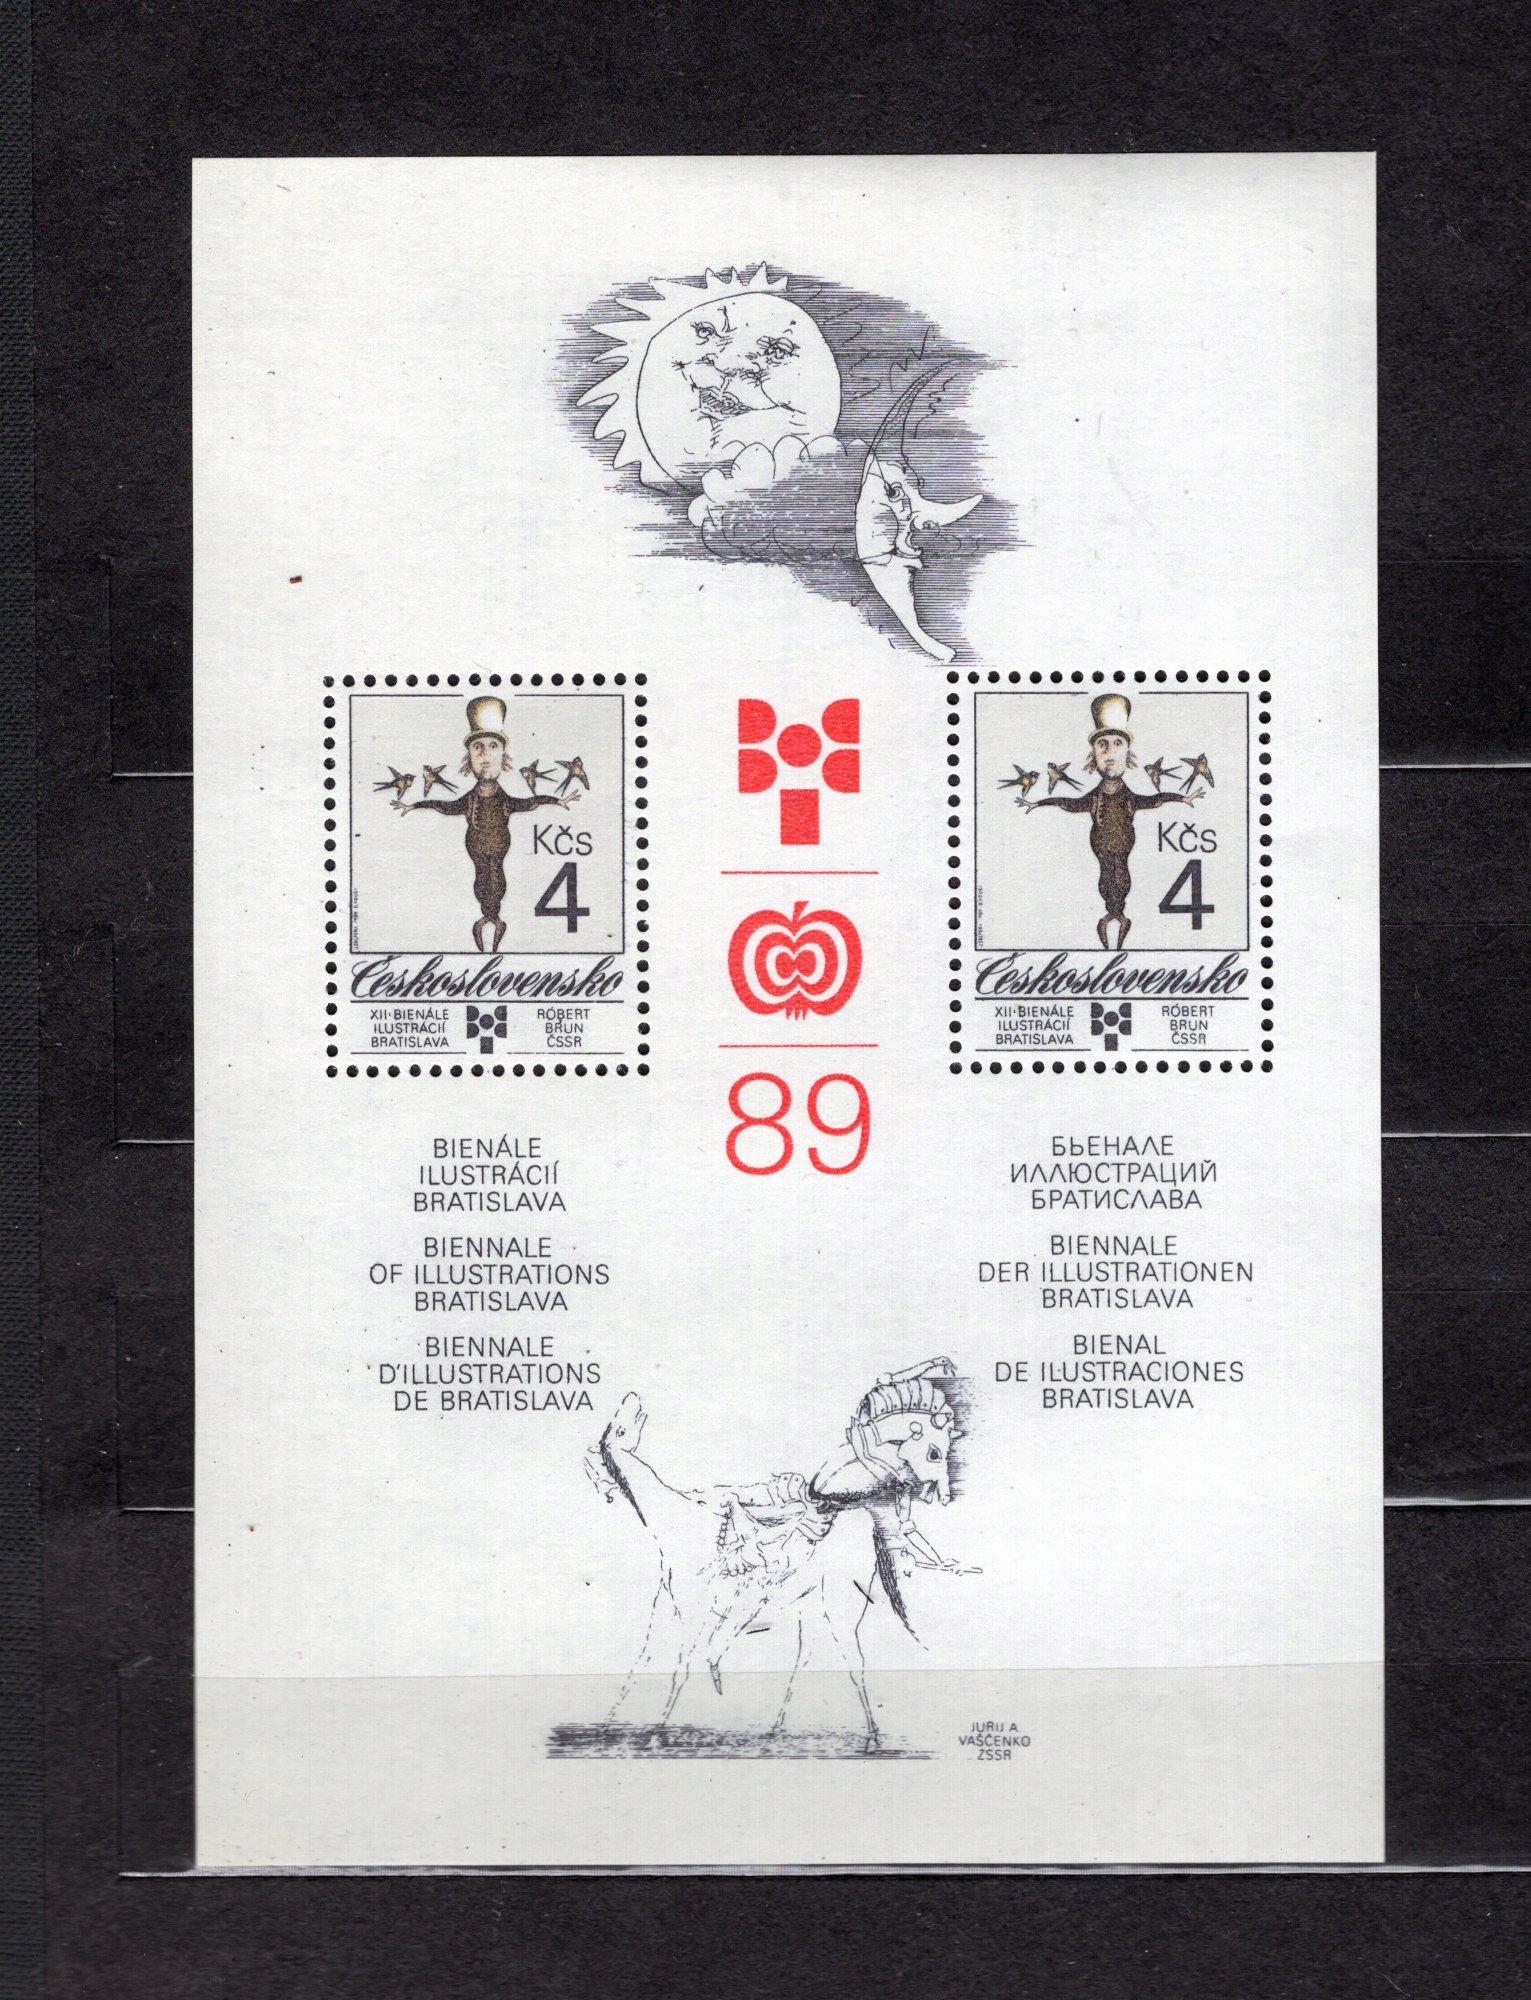 Kčs
4
Československo
XII·BIENÁLE
ILUSTRÁCIÍ
BRATISLAVA
RÓBERT
BRUN
ČSSR
Kčs
4
Československo
XII·BIENÁLE
ILUSTRÁCIÍ
BRATISLAVA
RÓBERT
BRUN
ČSSR
89
BIENÁLE
ILUSTRÁCIÍ
BRATISLAVA
BIENNALE
OF ILLUSTRATIONS
BRATISLAVA
BIENNALE
D'ILLUSTRATIONS
DE BRATISLAVA
БЬЕНАЛЕ
ИЛЛЮСТРАЦИЙ
БРАТИСЛАВА
BIENNALE
DER ILLUSTRATIONEN
BRATISLAVA
BIENAL
DE ILUSTRACIONES
BRATISLAVA
JURIJ A.
VAŠČENKO
ZSSR